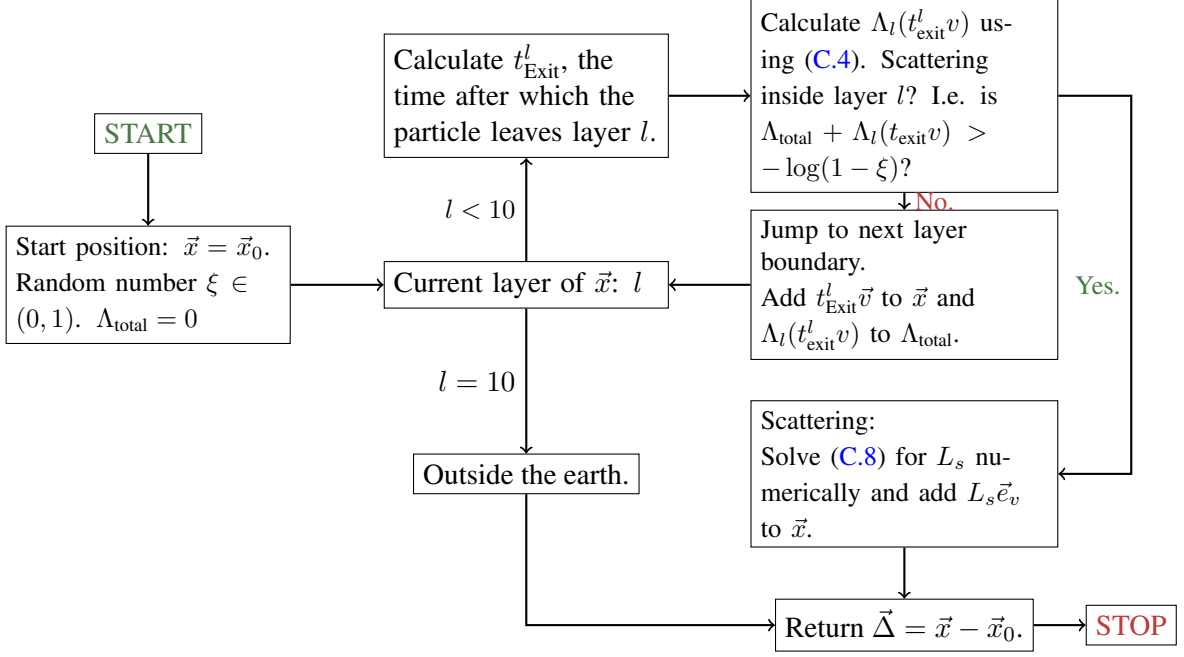 START
Start position: $\vec{x} = \vec{x}_0$.
Random number $\xi \in$
$(0, 1)$. $\Lambda_{\text{total}} = 0$
Calculate $t^l_{\text{Exit}}$, the
time after which the
particle leaves layer $l$.
$l < 10$
Current layer of $\vec{x}$: $l$
$l = 10$
Outside the earth.
Calculate $\Lambda_l(t^l_{\text{exit}}v)$ us-
ing (C.4). Scattering
inside layer $l$? I.e. is
$\Lambda_{\text{total}} + \Lambda_l(t_{\text{exit}}v) >$
$-\log(1 - \xi)$?
No.
Jump to next layer
boundary.
Add $t^l_{\text{Exit}}\vec{v}$ to $\vec{x}$ and
$\Lambda_l(t^l_{\text{exit}}v)$ to $\Lambda_{\text{total}}$.
Yes.
Scattering:
Solve (C.8) for $L_s$ nu-
merically and add $L_s\vec{e}_v$
to $\vec{x}$.
Return $\vec{\Delta} = \vec{x} - \vec{x}_0$.
STOP